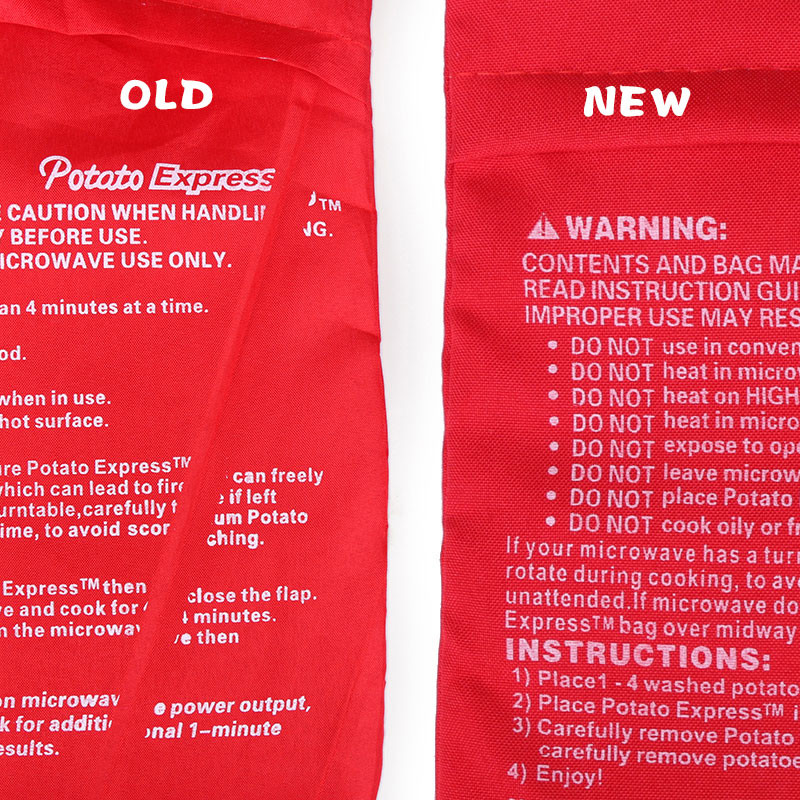 OLD
Potato Express TM
CAUTION WHEN HANDLI NG.
BEFORE USE.
ICROWAVE USE ONLY.
an 4 minutes at a time.
od.
when in use.
hot surface.
ure Potato Express™ can freely
which can lead to fire if left
urntable,carefully t um Potato
ime, to avoid scor ching.
Express™then close the flap.
ve and cook for 4 minutes.
n the microwave then
on microwav e power output,
k for additi onal 1–minute
esults.
NEW
WARNING:
CONTENTS AND BAG MA
READ INSTRUCTION GUI
IMPROPER USE MAY RES
• DO NOT use in conven
• DO NOT heat in microw
• DO NOT heat on HIGH
• DO NOT heat in micro
• DO NOT expose to ope
• DO NOT leave microw
• DO NOT place Potato
• DO NOT cook oily or fr
If your microwave has a turn
rotate during cooking, to avo
unattended.If microwave do
Express™ bag over midway
INSTRUCTIONS:
1) Place1 - 4 washed potato
2) Place Potato Express™ i
3) Carefully remove Potato
carefully remove potatoe
4) Enjoy!